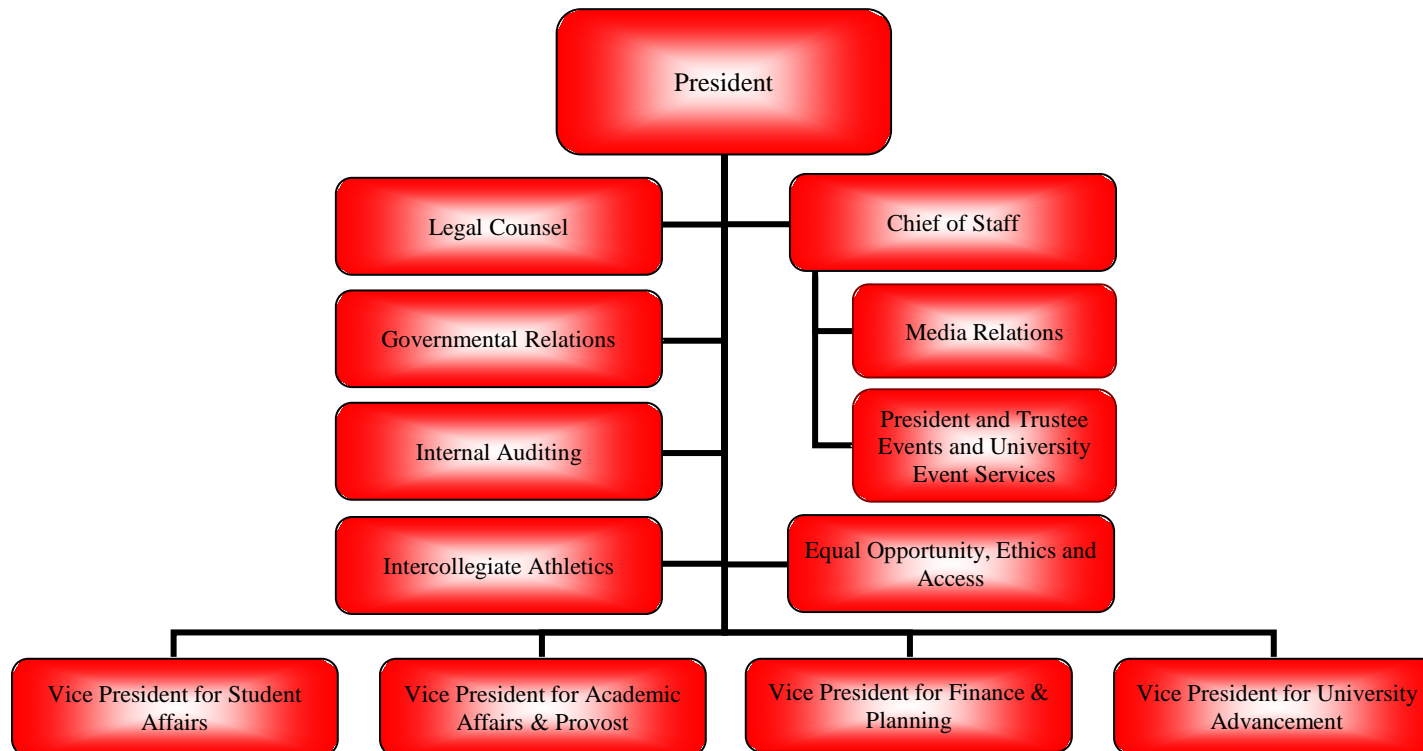 President
Legal Counsel
Chief of Staff
Governmental Relations
Media Relations
Internal Auditing
President and Trustee
Events and University
Event Services
Intercollegiate Athletics
Equal Opportunity, Ethics and
Access
Vice President for Student
Affairs
Vice President for Academic
Affairs & Provost
Vice President for Finance &
Planning
Vice President for University
Advancement